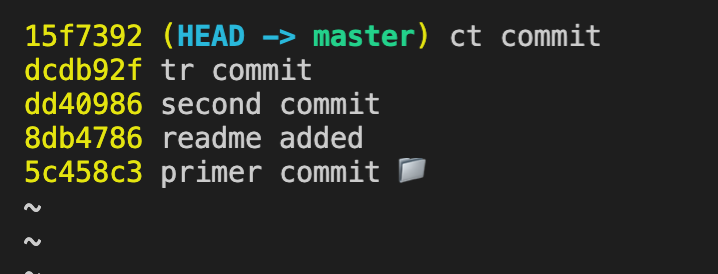 15f7392 (HEAD -> master) ct commit
dcdb92f tr commit
dd40986 second commit
8db4786 readme added
5c458c3 primer commit 📁
~
~
~